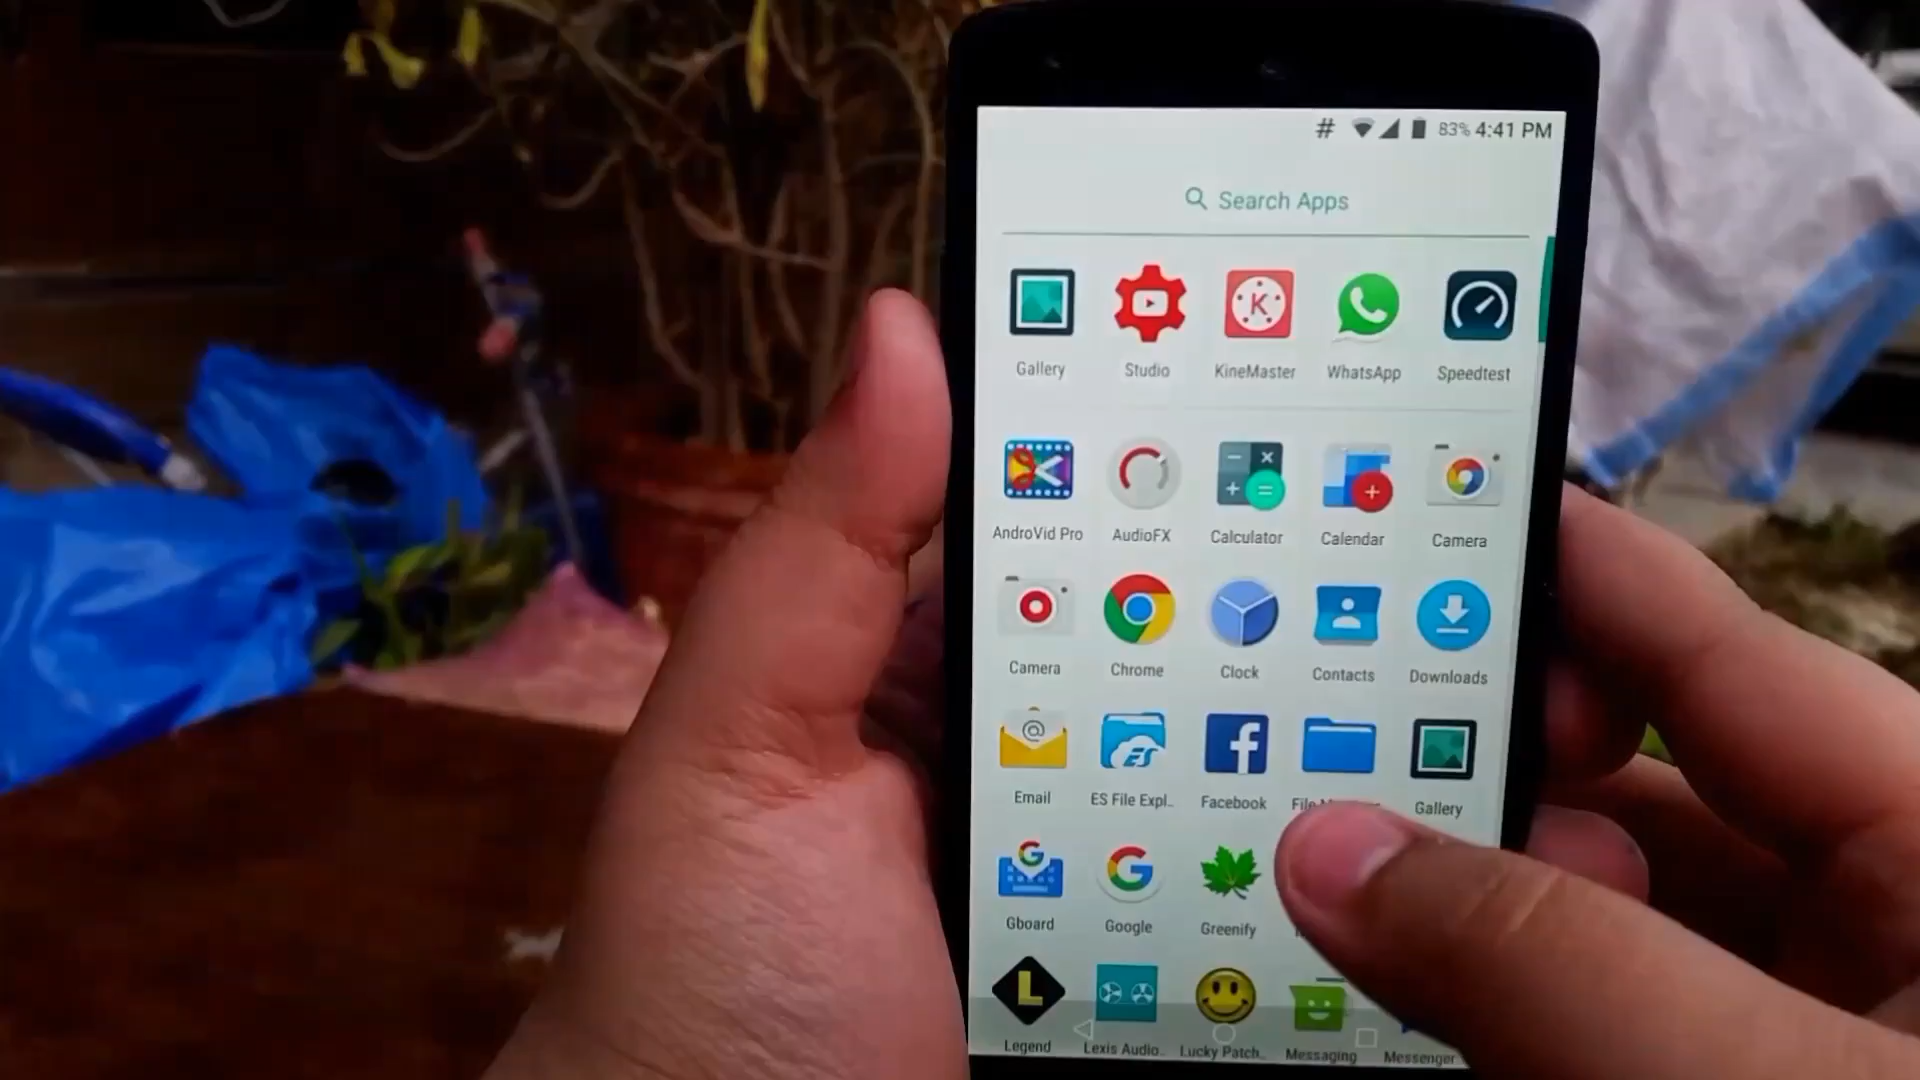 # 83% 4:41 PM
Search Apps
Gallery Studio KineMaster WhatsApp Speedtest
AndroVid Pro AudioFX Calculator Calendar Camera
Camera Chrome Clock Contacts Downloads
Email ES File Expl... Facebook File Gallery
Gboard Google Greenify
Legend Lexis Audio... Lucky Patch... Messaging Messenger